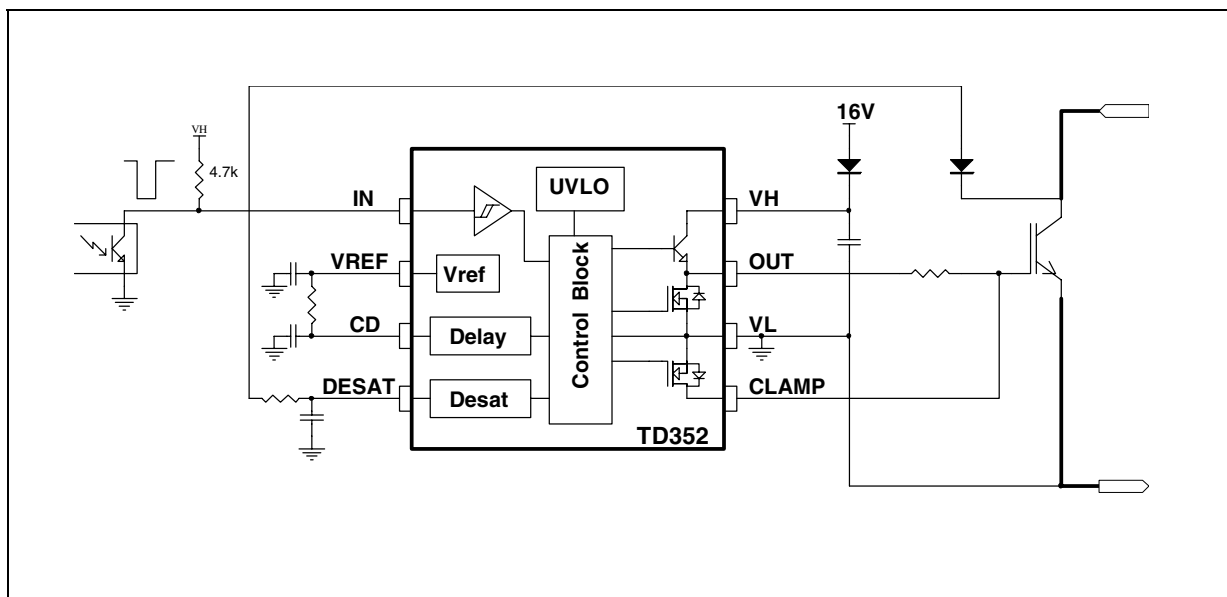 16V
VH
4.7k
IN
UVLO
VH
VREF
Vref
Control Block
OUT
CD
Delay
VL
DESAT
Desat
CLAMP
TD352